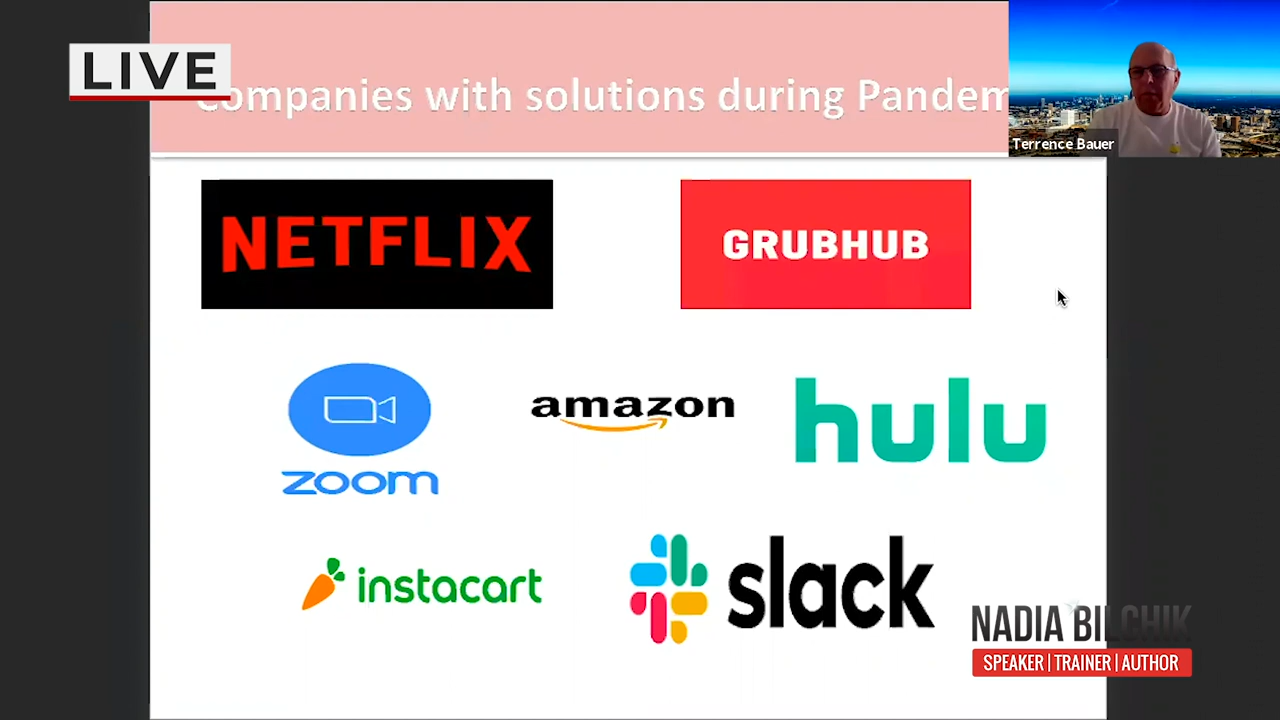 LIVE
Companies with solutions during Pandem
Terrence Bauer
NETFLIX
GRUBHUB
zoom
amazon
hulu
instacart
slack
NADIA BILCHIK
SPEAKER | TRAINER | AUTHOR